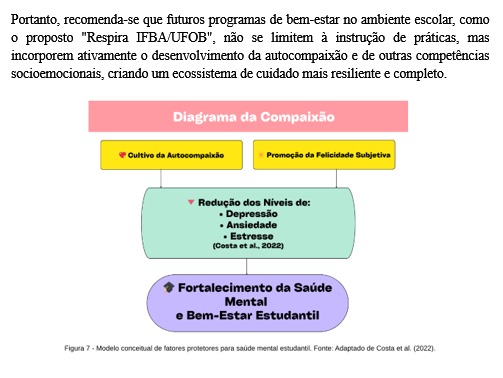 Portanto, recomenda-se que futuros programas de bem-estar no ambiente escolar, como
o proposto "Respira IFBA/UFOB", não se limitem à instrução de práticas, mas
incorporem ativamente o desenvolvimento da autocompaixão e de outras competências
socioemocionais, criando um ecossistema de cuidado mais resiliente e completo.
Diagrama da Compaixão
Cultivo da Autocompaixão
Promoção da Felicidade Subjetiva
Redução dos Níveis de:
• Depressão
• Ansiedade
• Estresse
(Costa et al., 2022)
Fortalecimento da Saúde
Mental
e Bem-Estar Estudantil
Figura 7 - Modelo conceitual de fatores protetores para saúde mental estudantil. Fonte: Adaptado de Costa et al. (2022).